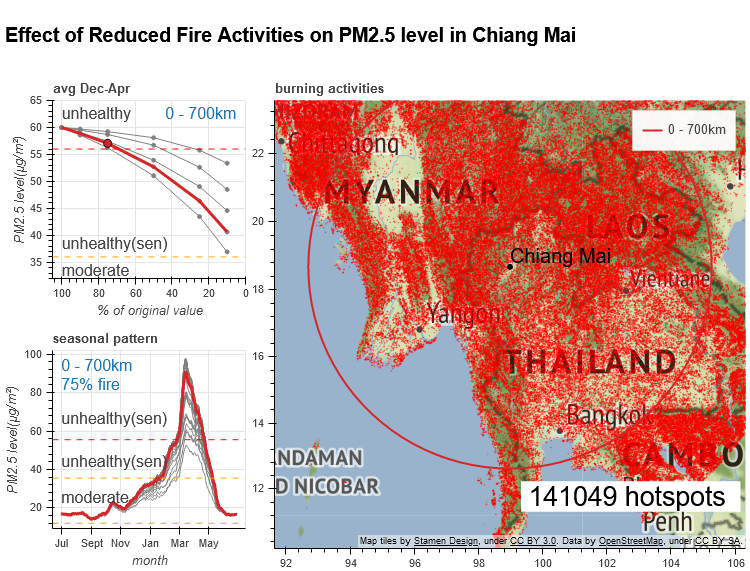 Effect of Reduced Fire Activities on PM2.5 level in Chiang Mai
avg Dec-Apr
65
60
55
50
45
40
35
PM2.5 level(µg/m²)
unhealthy
0 - 700km
unhealthy(sen)
moderate
100 80 60 40 20 0
% of original value
seasonal pattern
100
80
60
40
20
PM2.5 level(µg/m²)
0 - 700km
75% fire
unhealthy(sen)
unhealthy(sen)
moderate
Jul Sept Nov Jan Mar May
month
burning activities
22
20
18
16
14
12
0 - 700km
Chittagong
MYANMAR
LAOS
Chiang Mai
Vientiane
Yangon
THAILAND
Bangkok
CAMBO
NDAMAN
D NICOBAR
141049 hotspots
Penh
Map tiles by Stamen Design, under CC BY 3.0. Data by OpenStreetMap, under CC BY SA.
92 94 96 98 100 102 104 106